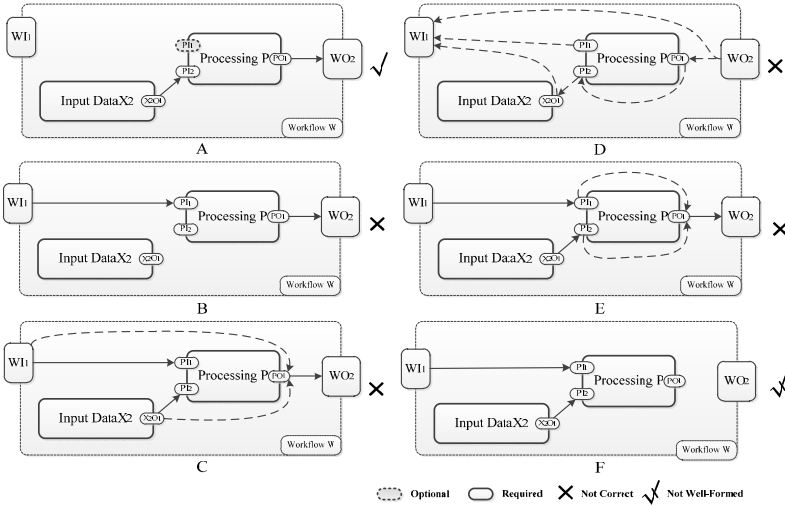 WI1
PI1
Processing P
PO1
WO2
PI2
Input DataX2
X2O1
Workflow W
A
WI1
PI1
Processing P
PO1
WO2
PI2
Input DataX2
X2O1
Workflow W
D
WI1
PI1
Processing P
PO1
WO2
PI2
Input DataX2
X2O1
Workflow W
B
WI1
PI1
Processing P
PO1
WO2
PI2
Input DataX2
X2O1
Workflow W
E
WI1
PI1
Processing P
PO1
WO2
PI2
Input DataX2
X2O1
Workflow W
C
WI1
PI1
Processing P
PO1
WO2
PI2
Input DataX2
X2O1
Workflow W
F
Optional
Required
Not Correct
Not Well-Formed